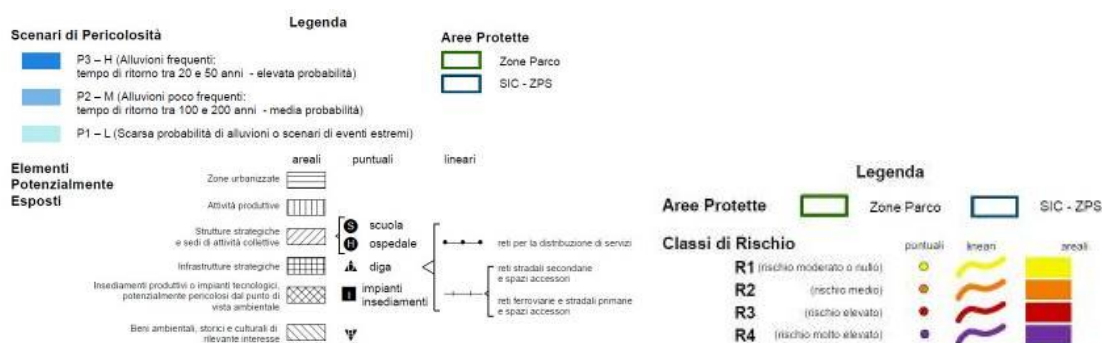 Legenda
Scenari di Pericolosità
P3 – H (Alluvioni frequenti:
tempo di ritorno tra 20 e 50 anni - elevata probabilità)
P2 – M (Alluvioni poco frequenti:
tempo di ritorno tra 100 e 200 anni - media probabilità)
P1 – L (Scarsa probabilità di alluvioni o scenari di eventi estremi)
Aree Protette
Zone Parco
SIC - ZPS
Elementi
Potenzialmente
Esposti
areali puntuali lineari
Zone urbanizzate
Attività produttive
Strutture strategiche
e sedi di attività collettive
S scuola
H ospedale
Infrastrutture strategiche
diga
Insediamenti produttivi o impianti tecnologici,
potenzialmente pericolosi dal punto di
vista ambientale
I impianti
insediamenti
Beni ambientali, storici e culturali di
rilevante interesse
reti per la distribuzione di servizi
reti stradali secondarie
e spazi accessori
reti ferroviarie e stradali primarie
e spazi accessori
Legenda
Aree Protette Zone Parco SIC - ZPS
Classi di Rischio puntuali lineari areali
R1 (rischio moderato o nullo)
R2 (rischio medio)
R3 (rischio elevato)
R4 (rischio molto elevato)